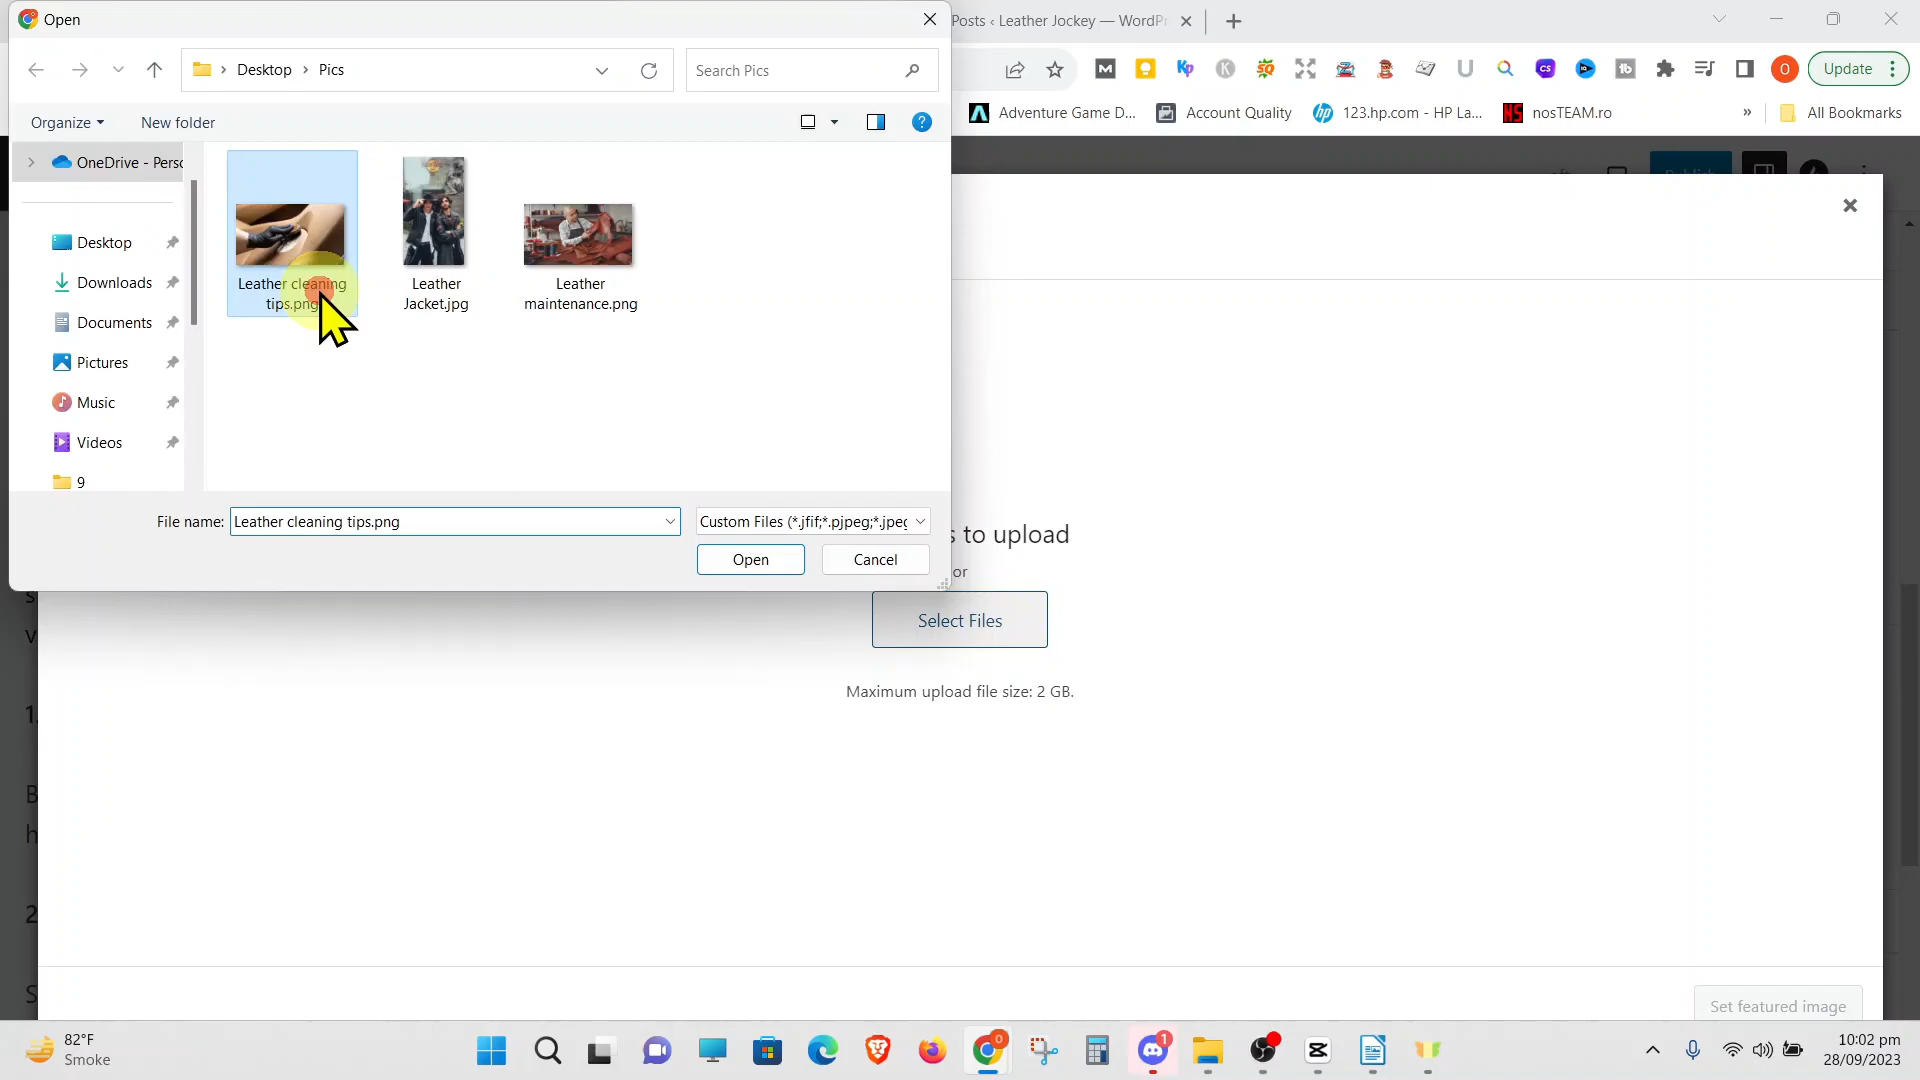 Open
Posts ‹ Leather Jockey — WordPr
Desktop
Pics
Search Pics
Update
Organize
New folder
Adventure Game D...
Account Quality
123.hp.com - HP La...
nosTEAM.ro
»
All Bookmarks
OneDrive - Perso
Desktop
Downloads
Documents
Pictures
Music
Videos
9
Leather cleaning
tips.png
Leather
Jacket.jpg
Leather
maintenance.png
File name:
Leather cleaning tips.png
Custom Files (*.jfif;*.pjpeg;*.jpeg
Open
Cancel
s to upload
or
Select Files
Maximum upload file size: 2 GB.
1.
2
Set featured image
82°F
Smoke
10:02 pm
28/09/2023